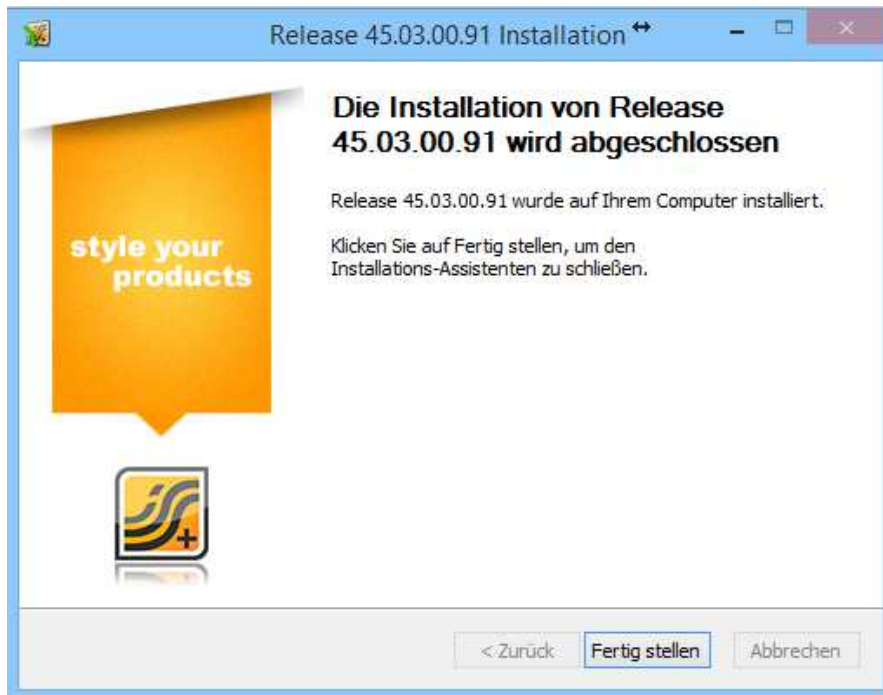 Release 45.03.00.91 Installation
Die Installation von Release
45.03.00.91 wird abgeschlossen
Release 45.03.00.91 wurde auf Ihrem Computer installiert.
Klicken Sie auf Fertig stellen, um den
Installations-Assistenten zu schließen.
style your
products
< Zurück
Fertig stellen
Abbrechen